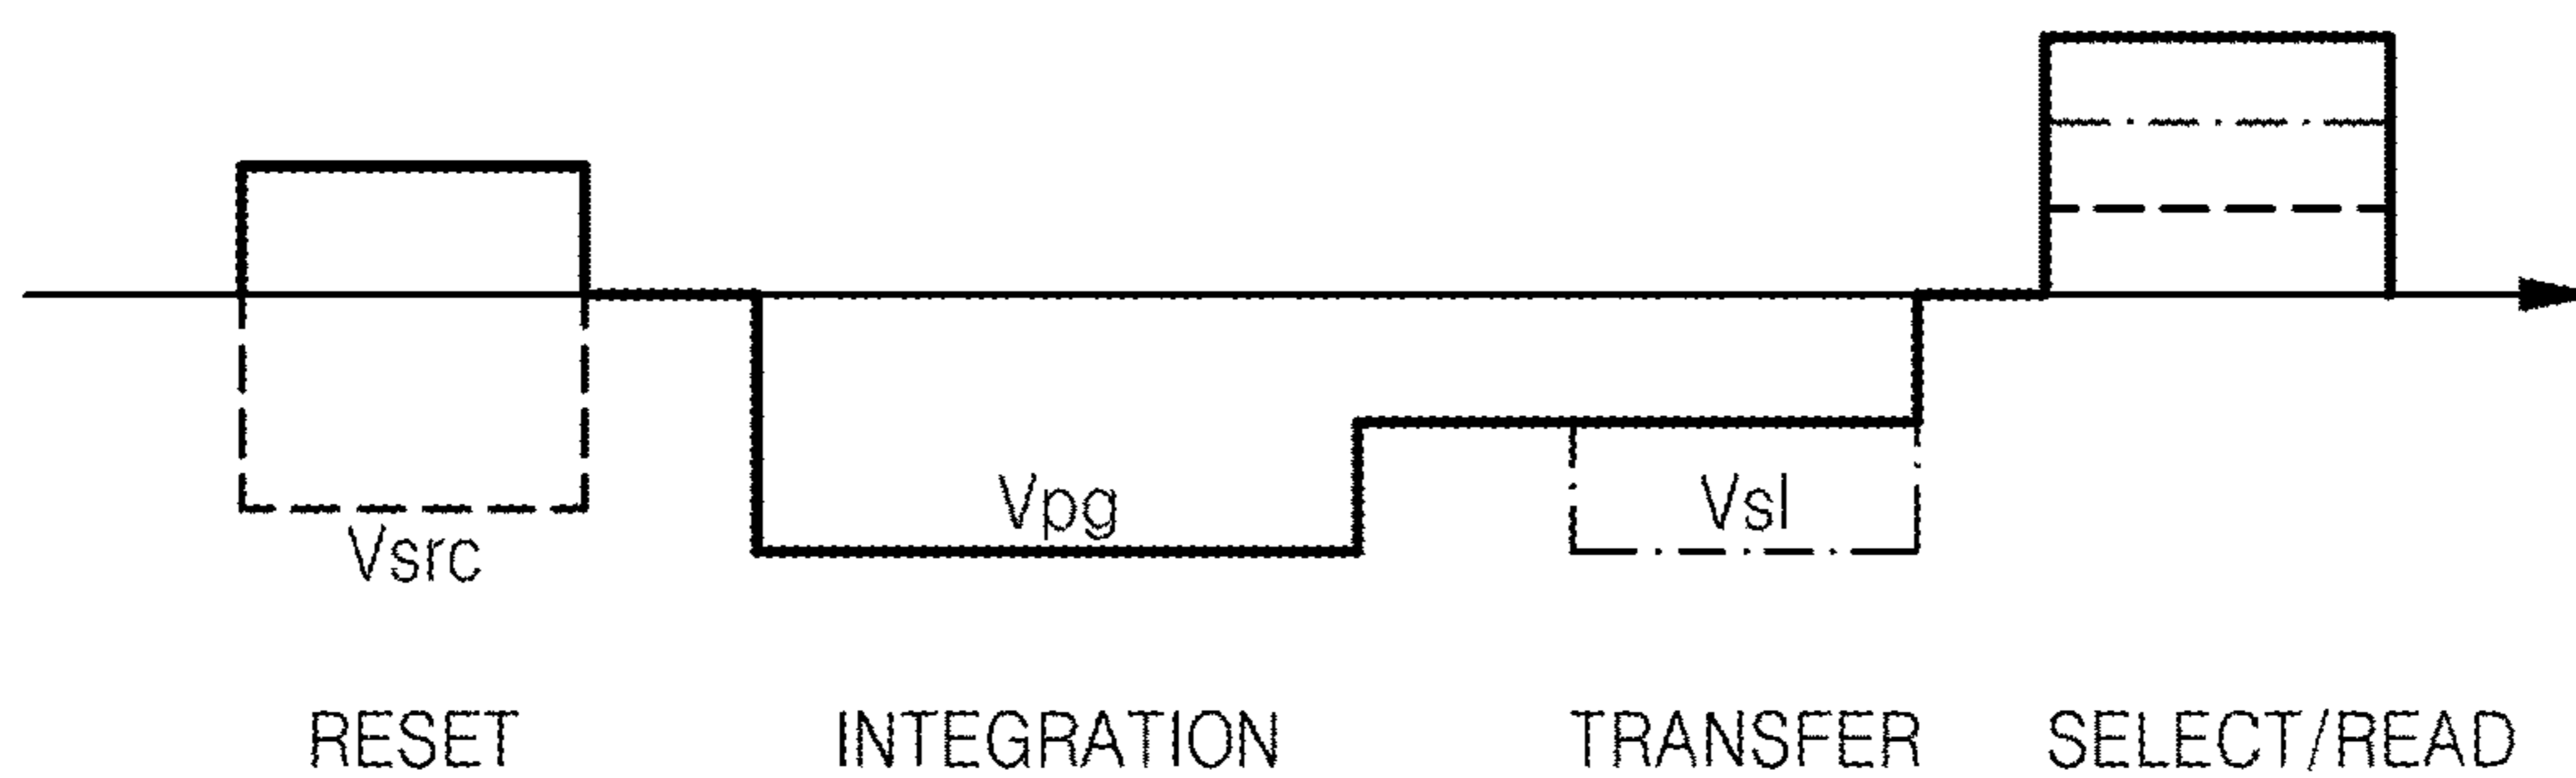 Vpg
Vsl
Vsrc
RESET
INTEGRATION
TRANSFER
SELECT/READ